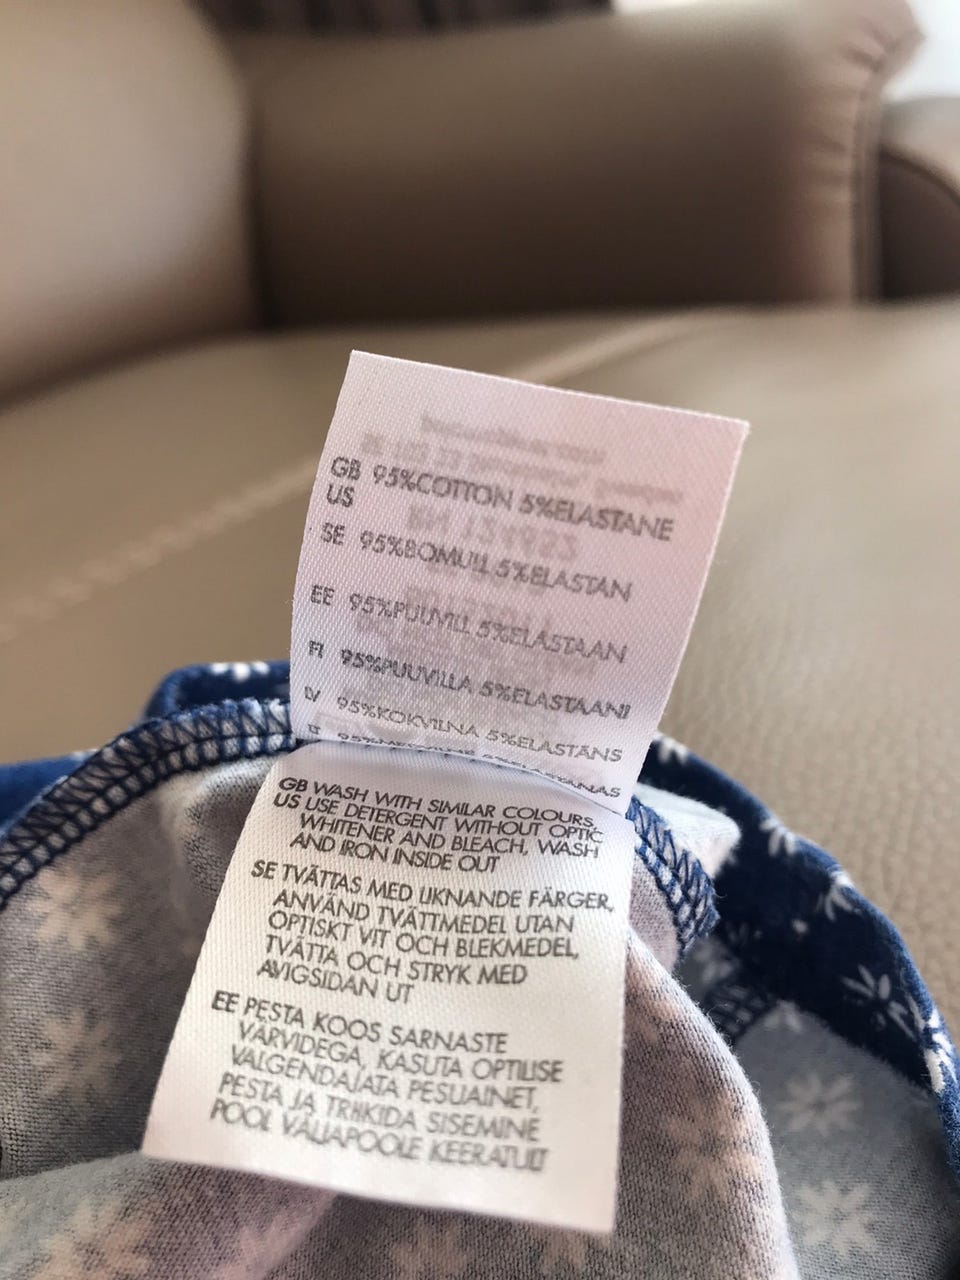 GB 95%COTTON 5%ELASTANE
US
SE 95%BOMULL 5%ELASTAN
EE 95%PUUVILL 5%ELASTAAN
FI 95%PUUVILLA 5%ELASTAANI
LV 95%KOKVILNA 5%ELASTĀNS
LT
GB WASH WITH SIMILAR COLOURS,
US USE DETERGENT WITHOUT OPTIC
WHITENER AND BLEACH, WASH
AND IRON INSIDE OUT
SE TVÄTTAS MED LIKNANDE FÄRGER,
ANVÄND TVÄTTMEDEL UTAN
OPTISKT VIT OCH BLEKMEDEL,
TVÄTTA OCH STRYK MED
AVIGSIDAN UT
EE PESTA KOOS SARNASTE
VÄRVIDEGA, KASUTA OPTILISE
VALGENDAJATA PESUAINET,
PESTA JA TRIIKIDA SISEMINE
POOL VÄLJAPOOLE KEERATULT